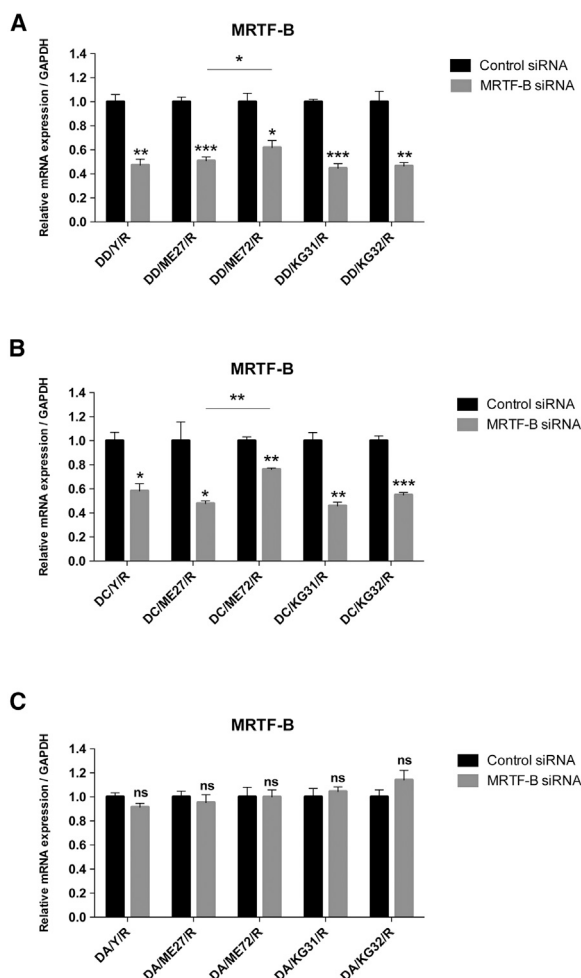 A
MRTF-B
Relative mRNA expression / GAPDH
1.4
1.2
1.0
0.8
0.6
0.4
0.2
0.0
*
**
***
*
***
**
DD/Y/R
DD/ME27/R
DD/ME72/R
DD/KG31/R
DD/KG32/R
Control siRNA
MRTF-B siRNA
B
MRTF-B
Relative mRNA expression / GAPDH
1.4
1.2
1.0
0.8
0.6
0.4
0.2
0.0
**
*
*
**
**
***
DC/Y/R
DC/ME27/R
DC/ME72/R
DC/KG31/R
DC/KG32/R
Control siRNA
MRTF-B siRNA
C
MRTF-B
Relative mRNA expression / GAPDH
1.4
1.2
1.0
0.8
0.6
0.4
0.2
0.0
ns
ns
ns
ns
ns
DA/Y/R
DA/ME27/R
DA/ME72/R
DA/KG31/R
DA/KG32/R
Control siRNA
MRTF-B siRNA